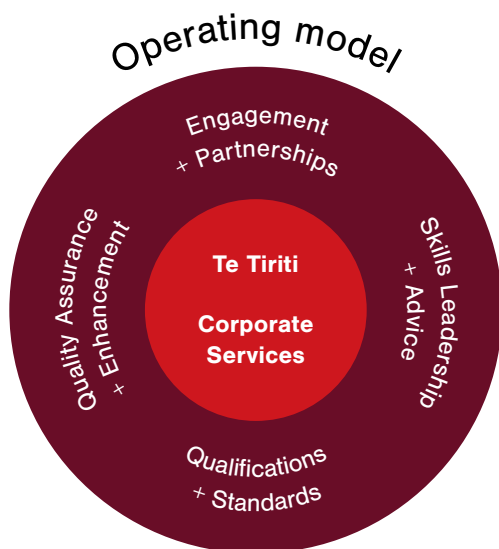 Operating model
Engagement
+ Partnerships
Skills Leadership
+ Advice
Qualifications
+ Standards
Quality Assurance
+ Enhancement
Te Tiriti
Corporate
Services